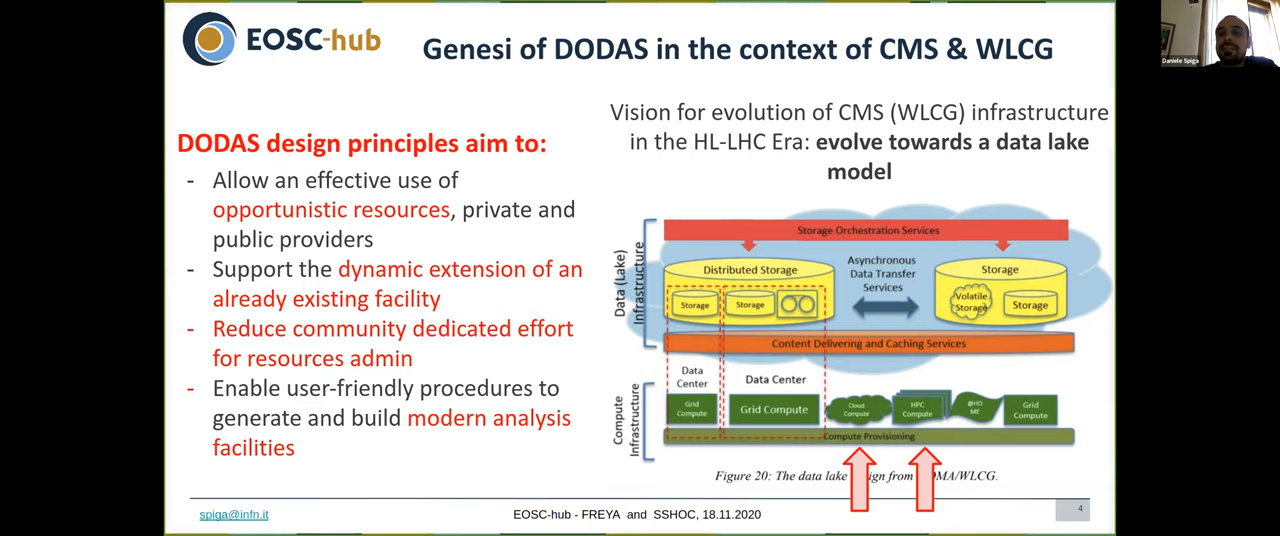 EOSC-hub
Genesi of DODAS in the context of CMS & WLCG
DODAS design principles aim to:
- Allow an effective use of
opportunistic resources, private and
public providers
- Support the dynamic extension of an
already existing facility
- Reduce community dedicated effort
for resources admin
- Enable user-friendly procedures to
generate and build modern analysis
facilities
Vision for evolution of CMS (WLCG) infrastructure
in the HL-LHC Era: evolve towards a data lake
model
Data (Lake)
Infrastructure
Storage Orchestration Services
Distributed Storage
Storage
Storage
Asynchronous
Data Transfer
Services
Storage
Volatile
Storage
Storage
Content Delivering and Caching Services
Compute
Infrastructure
Data
Center
Data Center
Grid
Compute
Grid Compute
Cloud
Compute
HPC
Compute
@HO
ME
Grid
Compute
Compute Provisioning
Figure 20: The data lake from MA/WLCG.
spiga@infn.it
EOSC-hub - FREYA and SSHOC, 18.11.2020
4
Daniele Spiga